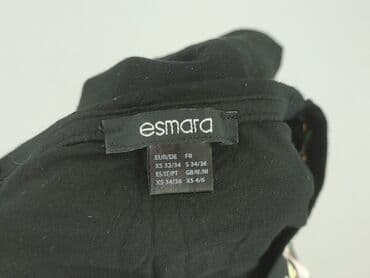 esmara
EUR/DE FR
XS 32/34 S 34/36
ES/IT/PT GB/IE/NI
XS 34/36 XS 4/6